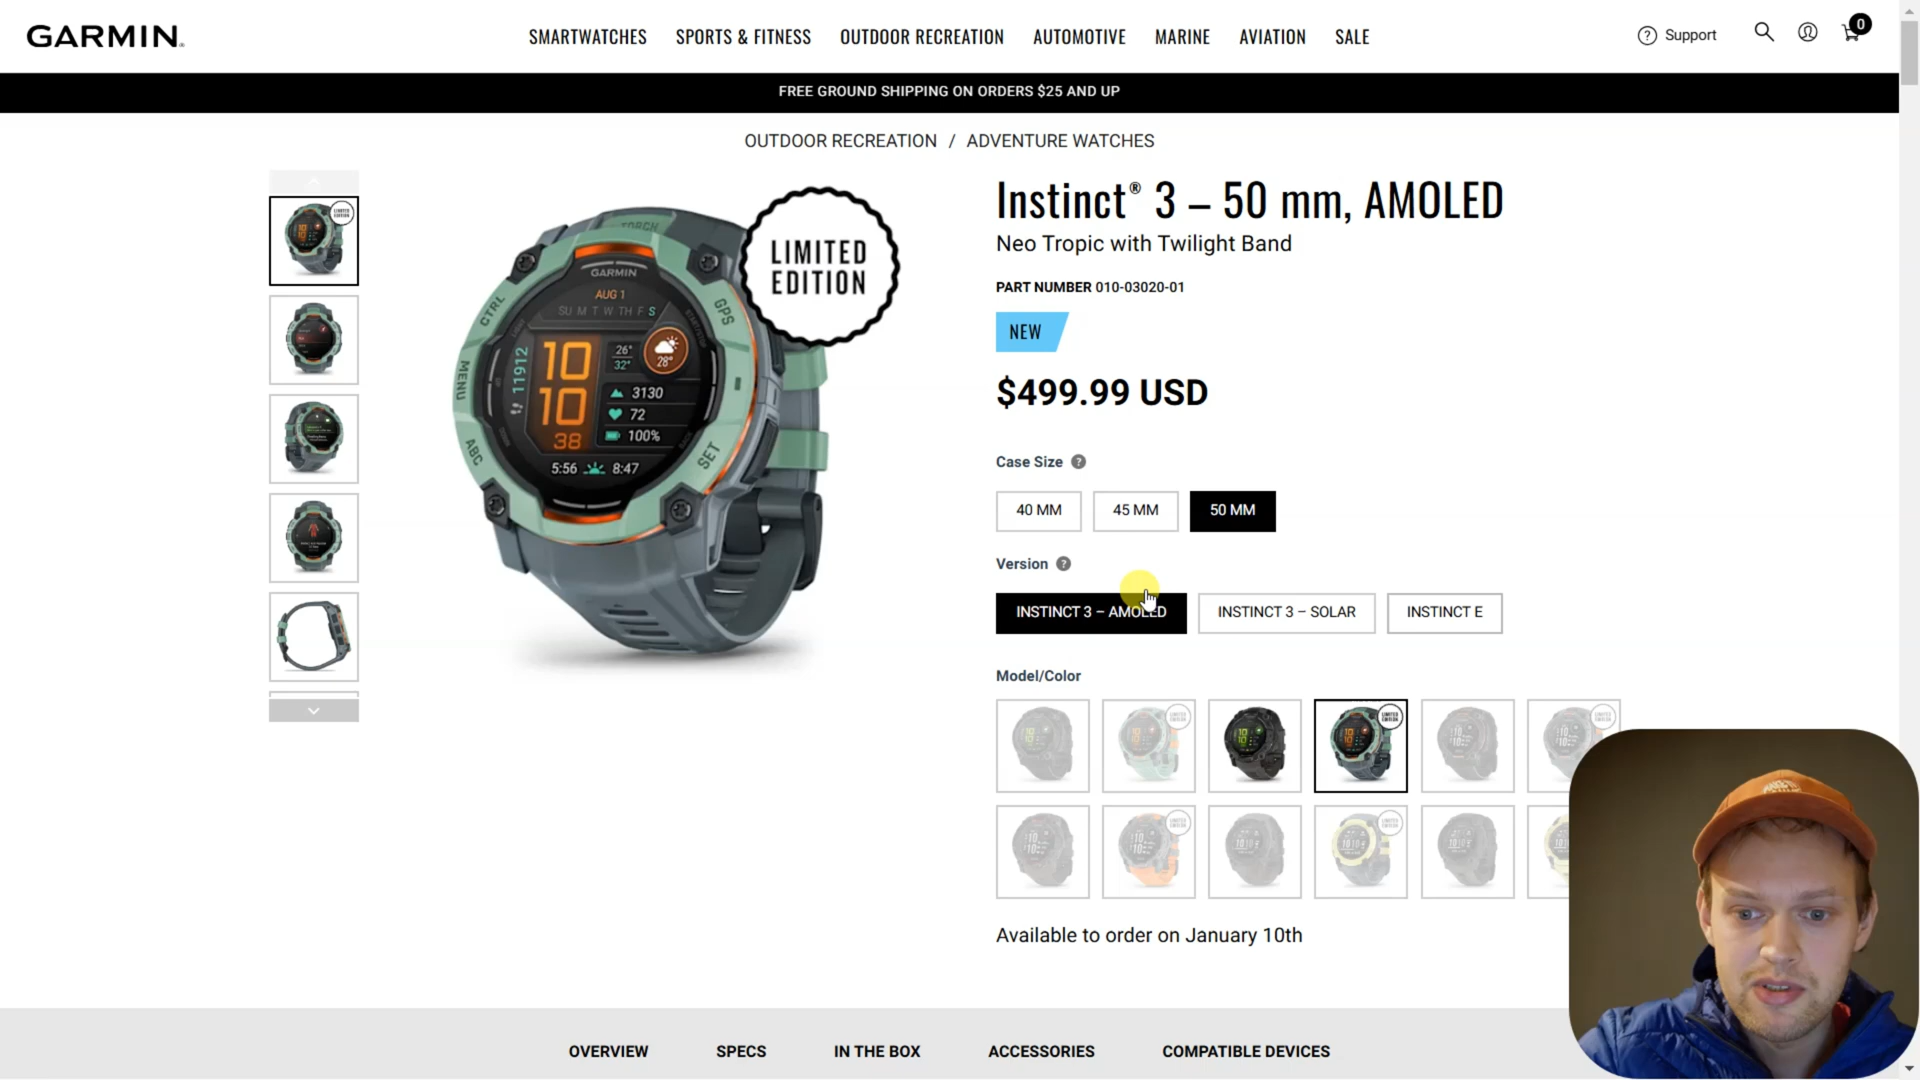 GARMIN
SMARTWATCHES SPORTS & FITNESS OUTDOOR RECREATION AUTOMOTIVE MARINE AVIATION SALE
? Support
0
FREE GROUND SHIPPING ON ORDERS $25 AND UP
OUTDOOR RECREATION / ADVENTURE WATCHES
LIMITED
EDITION
TORCH
GARMIN
CTRL
GPS
MENU
ABC
SET
AUG 1
SU M T W TH F S
11912
10
10
38
26°
32°
28°
3130
72
100%
5:56 8:47
Instinct® 3 – 50 mm, AMOLED
Neo Tropic with Twilight Band
PART NUMBER 010-03020-01
NEW
$499.99 USD
Case Size ?
40 MM 45 MM 50 MM
Version ?
INSTINCT 3 – AMOLED INSTINCT 3 – SOLAR INSTINCT E
Model/Color
Available to order on January 10th
OVERVIEW SPECS IN THE BOX ACCESSORIES COMPATIBLE DEVICES